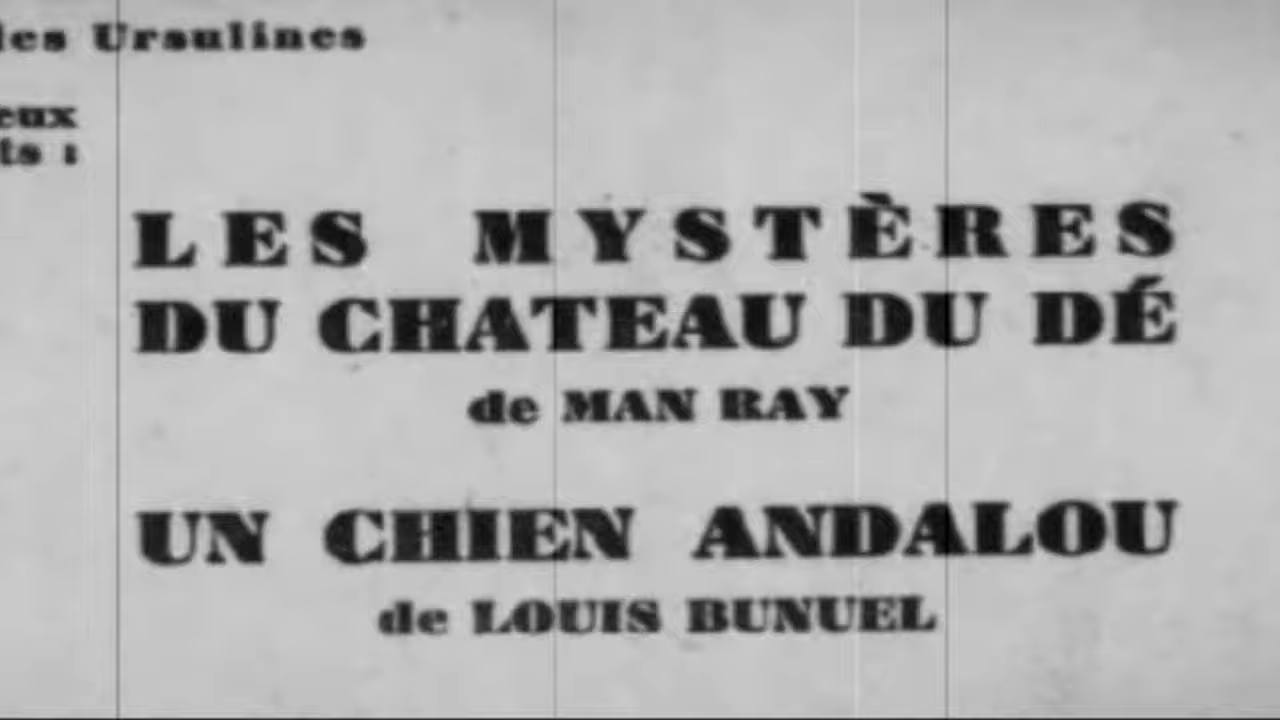 les Ursulines
eux
ts :
LES MYSTÈRES
DU CHATEAU DU DÉ
de MAN RAY
UN CHIEN ANDALOU
de LOUIS BUNUEL